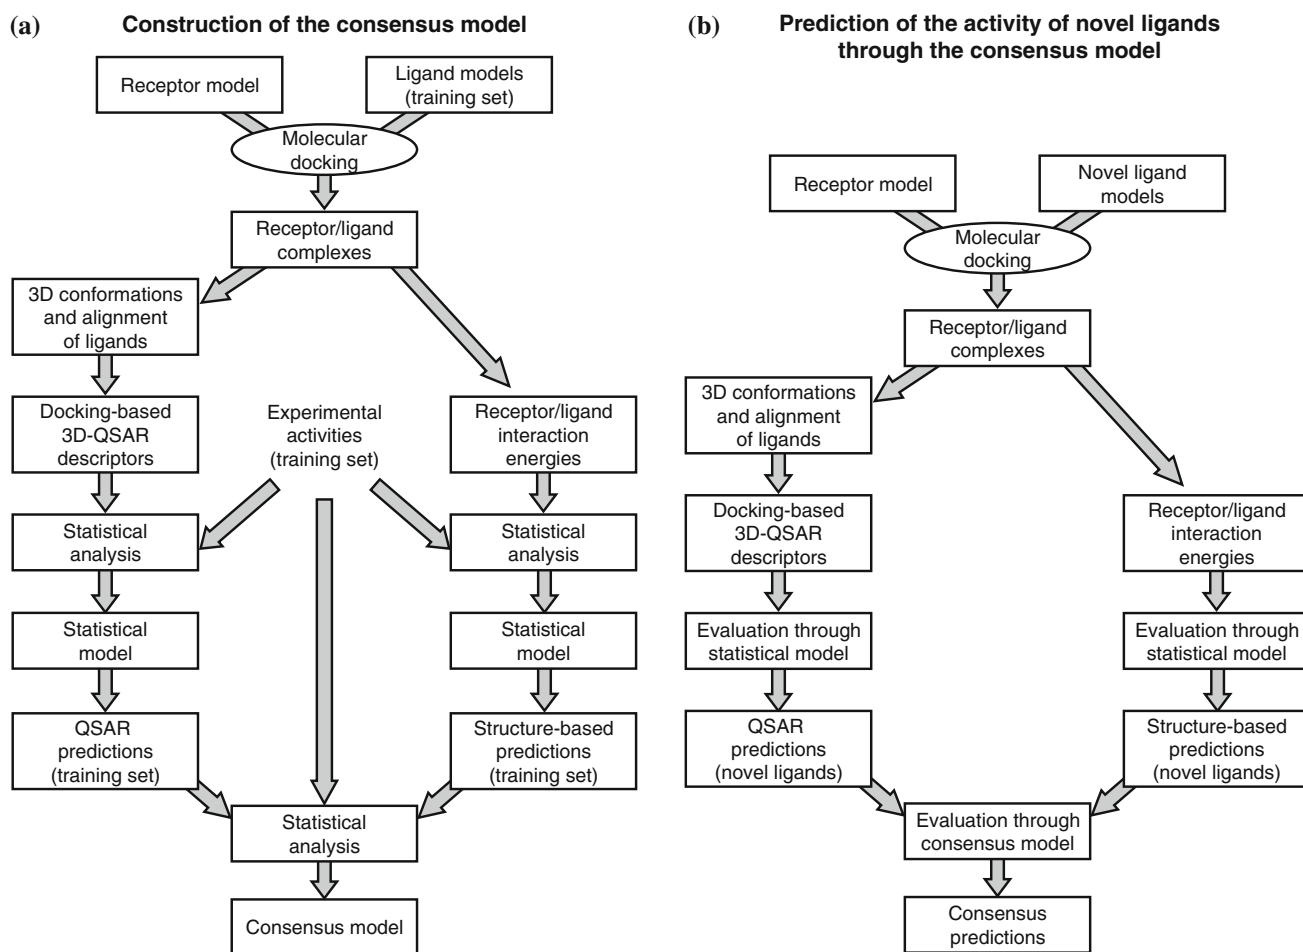 (a)
Construction of the consensus model
Receptor model
Ligand models
(training set)
Molecular
docking
Receptor/ligand
complexes
3D conformations
and alignment
of ligands
Docking-based
3D-QSAR
descriptors
Experimental
activities
(training set)
Receptor/ligand
interaction
energies
Statistical
analysis
Statistical
analysis
Statistical
model
Statistical
model
QSAR
predictions
(training set)
Structure-based
predictions
(training set)
Statistical
analysis
Consensus model
(b)
Prediction of the activity of novel ligands
through the consensus model
Receptor model
Novel ligand
models
Molecular
docking
Receptor/ligand
complexes
3D conformations
and alignment
of ligands
Docking-based
3D-QSAR
descriptors
Receptor/ligand
interaction
energies
Evaluation through
statistical model
Evaluation through
statistical model
QSAR
predictions
(novel ligands)
Structure-based
predictions
(novel ligands)
Evaluation through
consensus model
Consensus
predictions